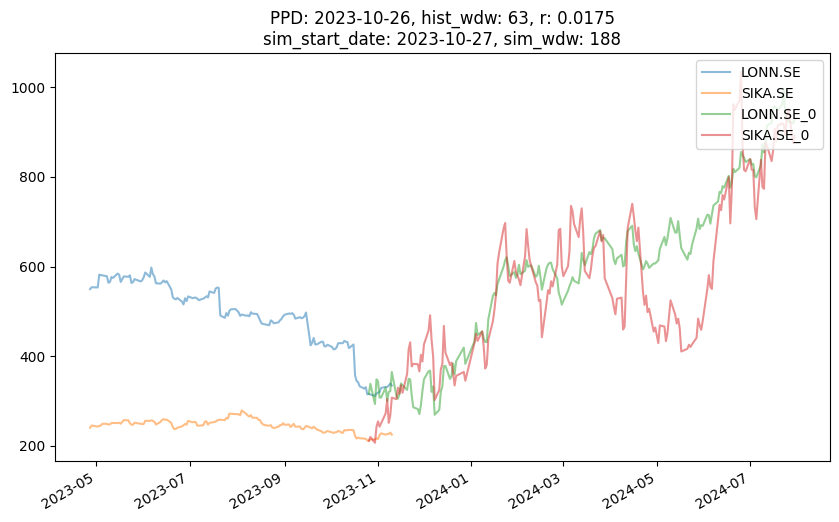 PPD: 2023-10-26, hist_wdw: 63, r: 0.0175
sim_start_date: 2023-10-27, sim_wdw: 188
LONN.SE
SIKA.SE
LONN.SE_0
SIKA.SE_0
1000
800
600
400
200
2023-05
2023-07
2023-09
2023-11
2024-01
2024-03
2024-05
2024-07